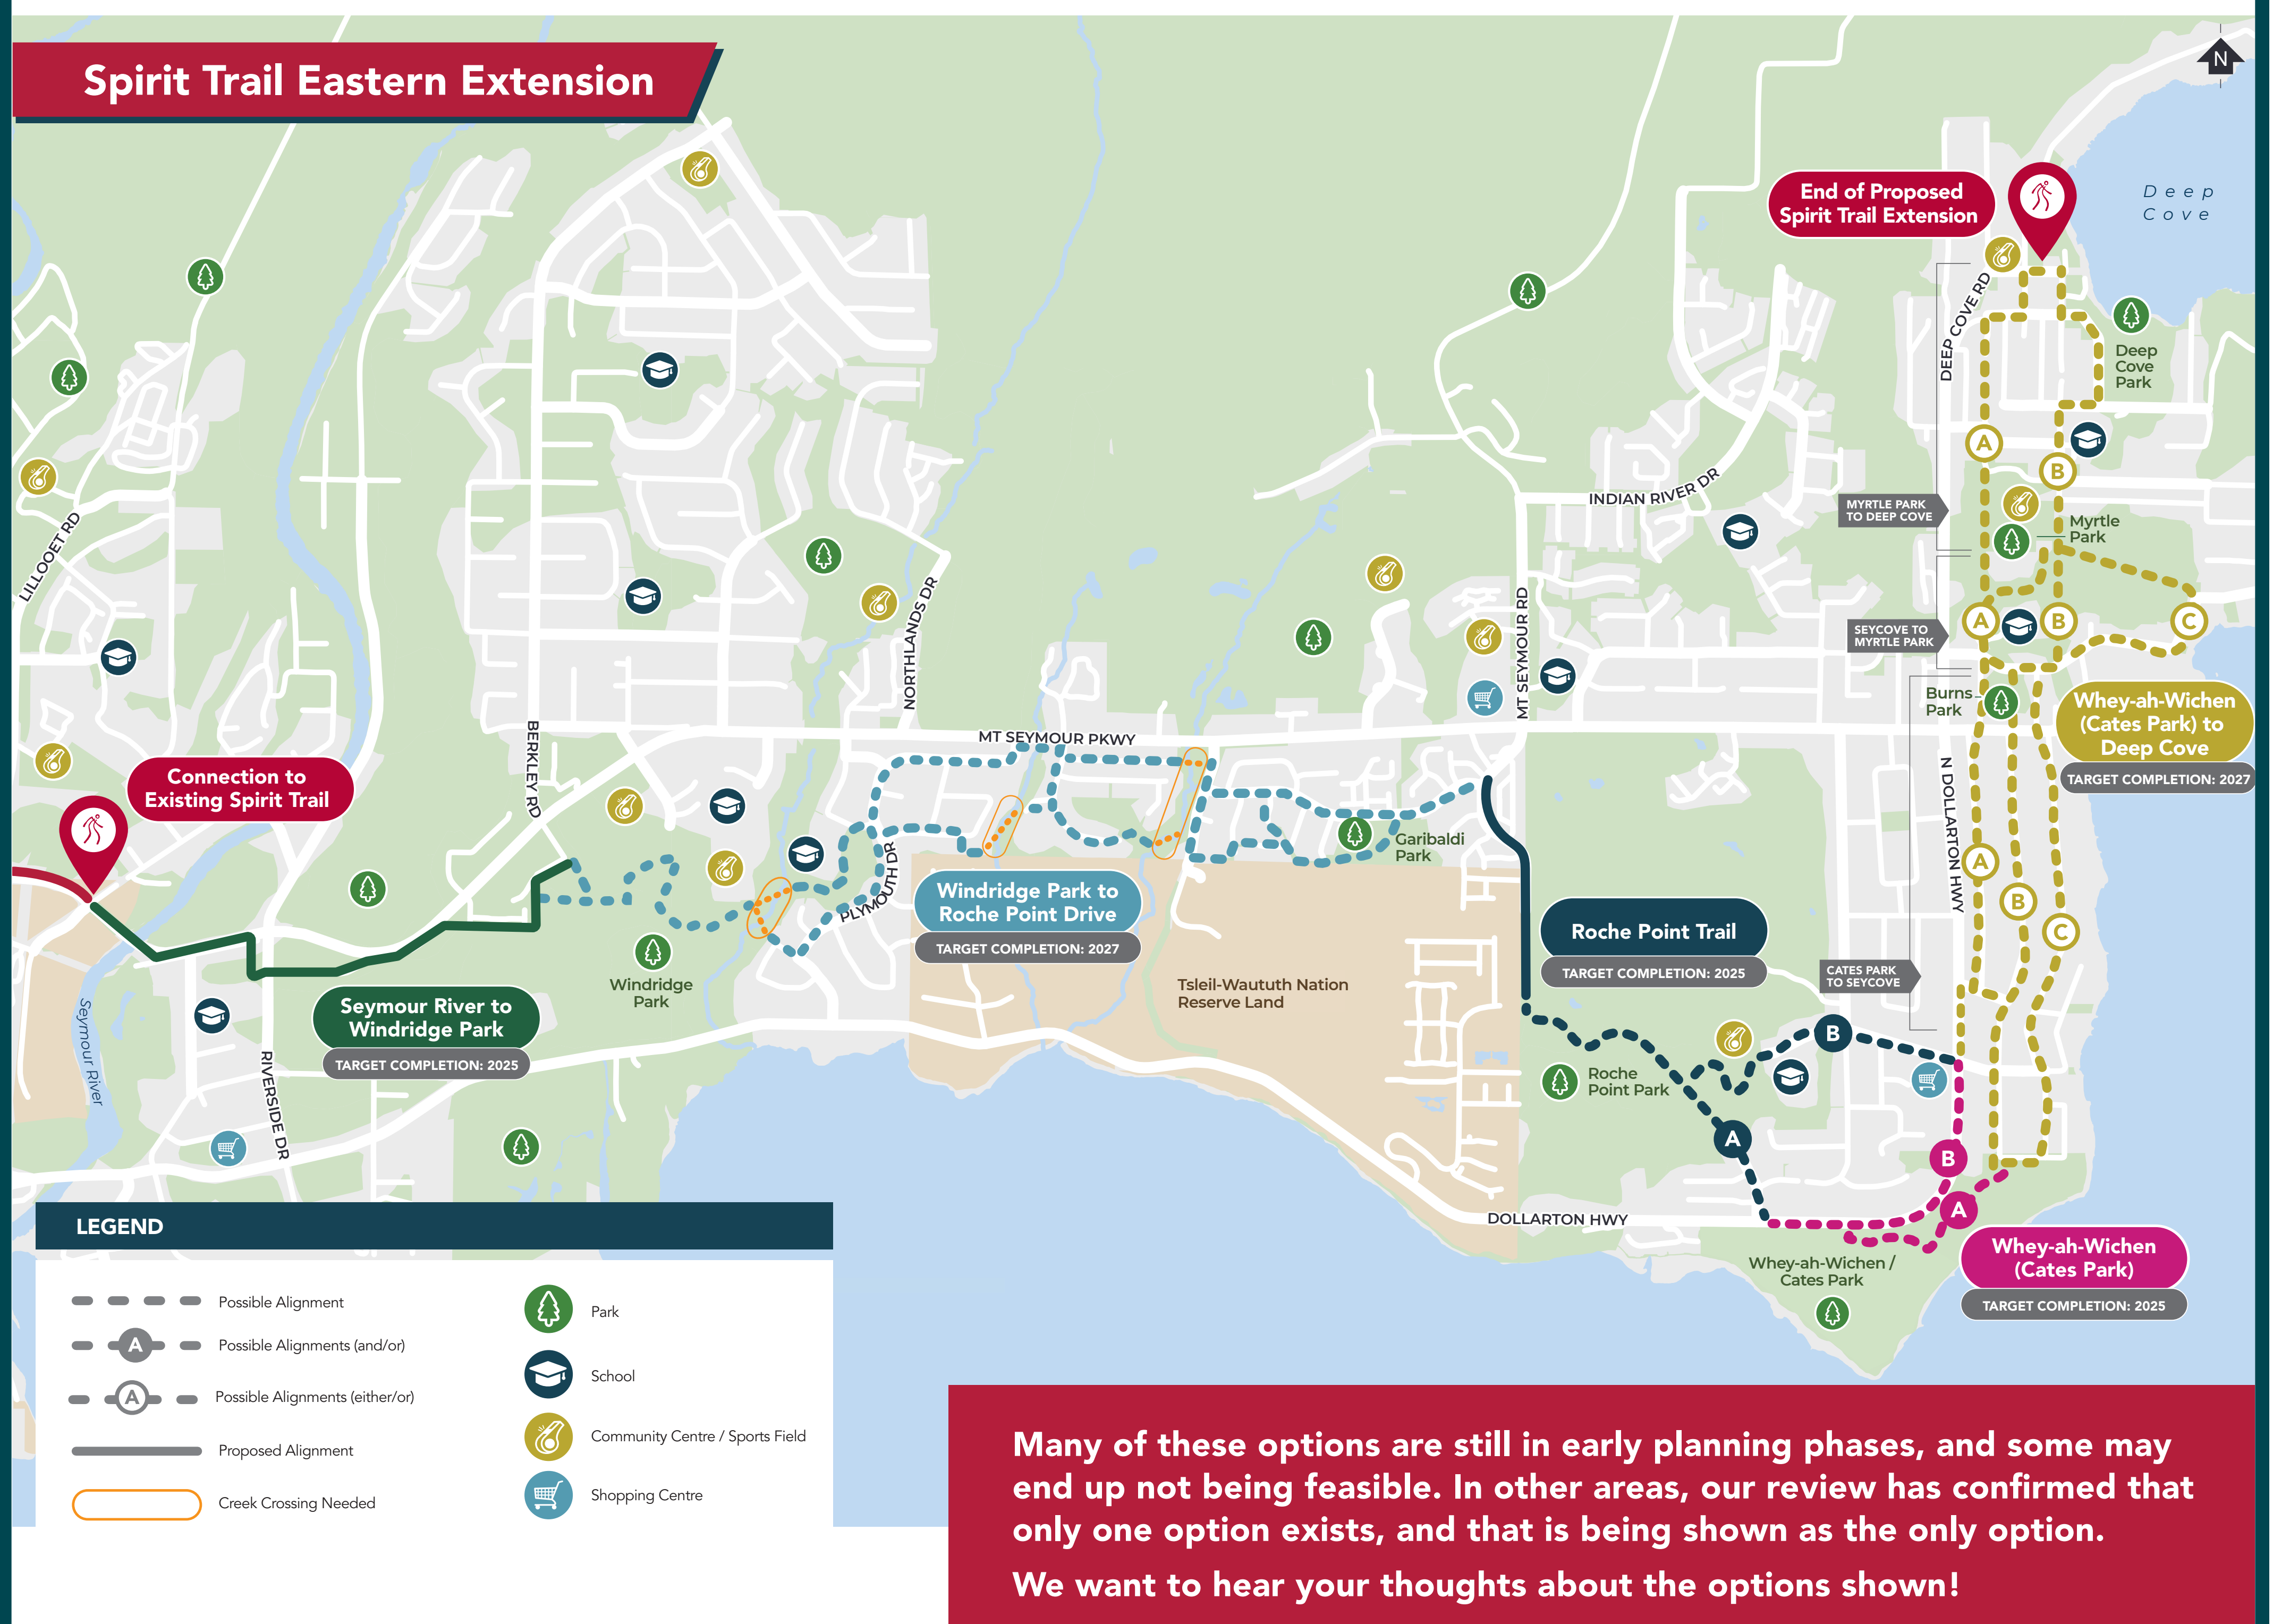 Spirit Trail Eastern Extension
N
End of Proposed
Spirit Trail Extension
Deep
Cove
DEEP COVE RD
Deep
Cove
Park
A
B
INDIAN RIVER DR
MYRTLE PARK
TO DEEP COVE
Myrtle
Park
LILLOOET RD
NORTHLANDS DR
MT SEYMOUR RD
SEYCOVE TO
MYRTLE PARK
A
B
C
Burns
Park
Whey-ah-Wichen
(Cates Park) to
Deep Cove
TARGET COMPLETION: 2027
BERKLEY RD
MT SEYMOUR PKWY
N DOLLARTON HWY
Connection to
Existing Spirit Trail
Garibaldi
Park
PLYMOUTH DR
A
B
C
Windridge Park to
Roche Point Drive
TARGET COMPLETION: 2027
Roche Point Trail
TARGET COMPLETION: 2025
CATES PARK
TO SEYCOVE
Windridge
Park
Tsleil-Waututh Nation
Reserve Land
Seymour River to
Windridge Park
TARGET COMPLETION: 2025
Seymour River
RIVERSIDE DR
B
Roche
Point Park
A
B
A
DOLLARTON HWY
Whey-ah-Wichen /
Cates Park
Whey-ah-Wichen
(Cates Park)
TARGET COMPLETION: 2025
LEGEND
Possible Alignment
A
Possible Alignments (and/or)
A
Possible Alignments (either/or)
Proposed Alignment
Creek Crossing Needed
Park
School
Community Centre / Sports Field
Shopping Centre
Many of these options are still in early planning phases, and some may
end up not being feasible. In other areas, our review has confirmed that
only one option exists, and that is being shown as the only option.
We want to hear your thoughts about the options shown!